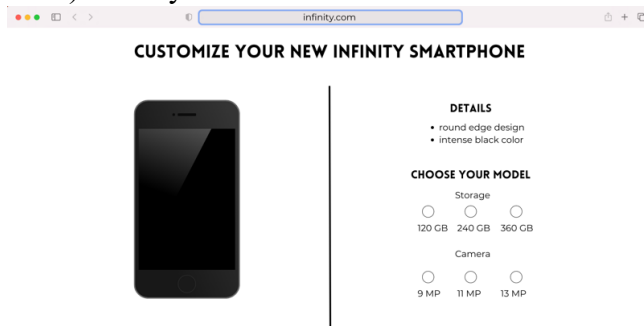 infinity.com
CUSTOMIZE YOUR NEW INFINITY SMARTPHONE
DETAILS
• round edge design
• intense black color
CHOOSE YOUR MODEL
Storage
120 GB 240 GB 360 GB
Camera
9 MP 11 MP 13 MP